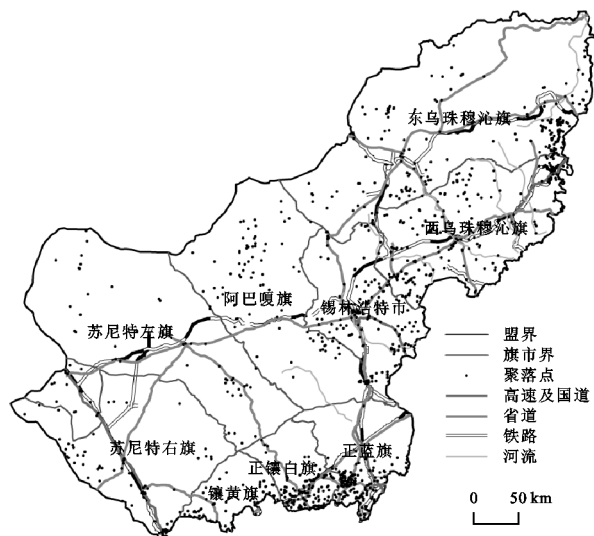 东乌珠穆沁旗
西乌珠穆沁旗
阿巴嘎旗
锡林浩特市
苏尼特左旗
苏尼特右旗
正蓝旗
正镶白旗
镶黄旗
盟界
旗市界
聚落点
高速及国道
省道
铁路
河流
0 50 km